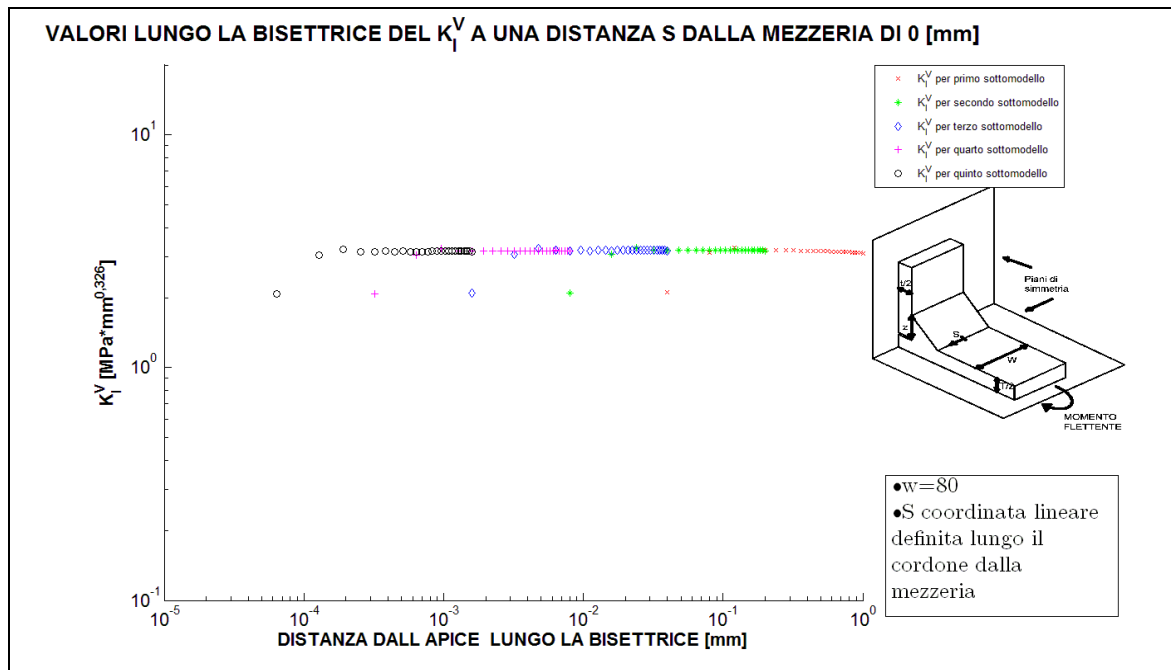 VALORI LUNGO LA BISETTRICE DEL K_I^V A UNA DISTANZA S DALLA MEZZERIA DI 0 [mm]
K_I^V per primo sottomodello
K_I^V per secondo sottomodello
K_I^V per terzo sottomodello
K_I^V per quarto sottomodello
K_I^V per quinto sottomodello
10^1
10^0
10^-1
K_I^V [MPa*mm^0,326]
10^-5
10^-4
10^-3
10^-2
10^-1
10^0
DISTANZA DALL APICE LUNGO LA BISETTRICE [mm]
Piani di
simmetria
t/2
z
S
W
T/2
MOMENTO
FLETTENTE
●w=80
●S coordinata lineare
definita lungo il
cordone dalla
mezzeria